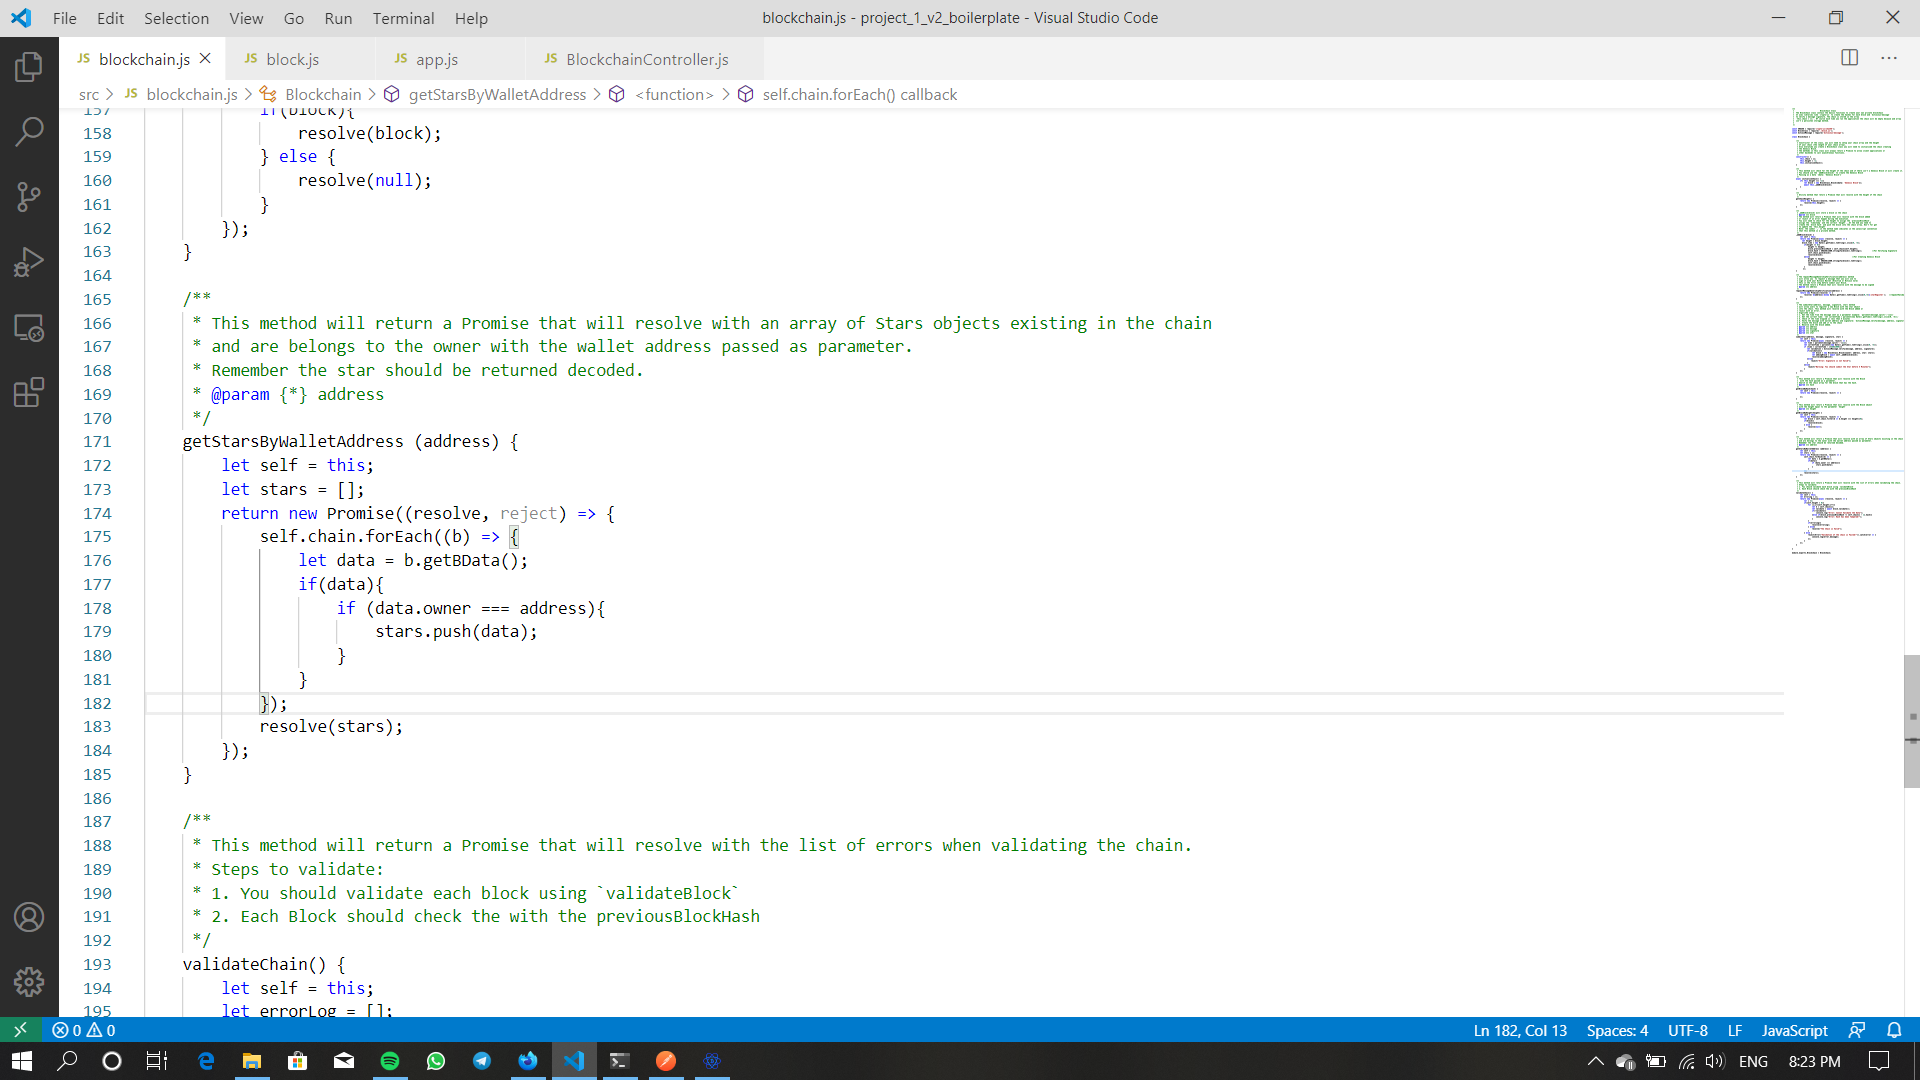 File Edit Selection View Go Run Terminal Help
blockchain.js - project_1_v2_boilerplate - Visual Studio Code
JS blockchain.js
JS block.js
JS app.js
JS BlockchainController.js
src > JS blockchain.js > Blockchain > getStarsByWalletAddress > <function> > self.chain.forEach() callback
157 if(block){
158 resolve(block);
159 } else {
160 resolve(null);
161 }
162 });
163 }
164
165 /**
166 * This method will return a Promise that will resolve with an array of Stars objects existing in the chain
167 * and are belongs to the owner with the wallet address passed as parameter.
168 * Remember the star should be returned decoded.
169 * @param {*} address
170 */
171 getStarsByWalletAddress (address) {
172 let self = this;
173 let stars = [];
174 return new Promise((resolve, reject) => {
175 self.chain.forEach((b) => {
176 let data = b.getBData();
177 if(data){
178 if (data.owner === address){
179 stars.push(data);
180 }
181 }
182 });
183 resolve(stars);
184 });
185 }
186
187 /**
188 * This method will return a Promise that will resolve with the list of errors when validating the chain.
189 * Steps to validate:
190 * 1. You should validate each block using `validateBlock`
191 * 2. Each Block should check the with the previousBlockHash
192 */
193 validateChain() {
194 let self = this;
195 let errorLog = [];
0 0
Ln 182, Col 13
Spaces: 4
UTF-8
LF
JavaScript
ENG
8:23 PM